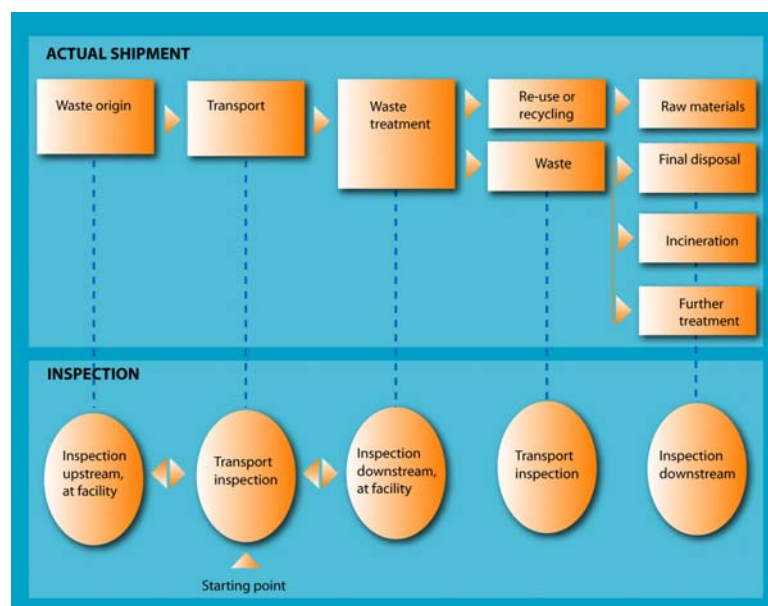 ACTUAL SHIPMENT
Waste origin
Transport
Waste
treatment
Re-use or
recycling
Raw materials
Waste
Final disposal
Incineration
Further
treatment
INSPECTION
Inspection
upstream,
at facility
Transport
inspection
Inspection
downstream,
at facility
Transport
inspection
Inspection
downstream
Starting point